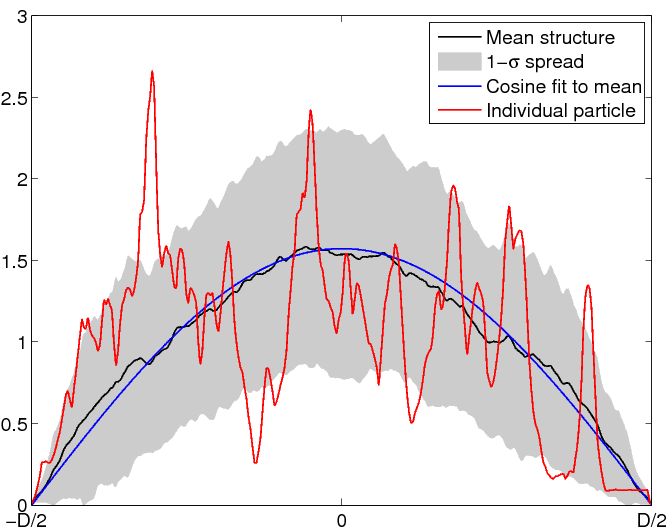 3
2.5
2
1.5
1
0.5
0
−D/2
0
D/2
Mean structure
1−σ spread
Cosine fit to mean
Individual particle